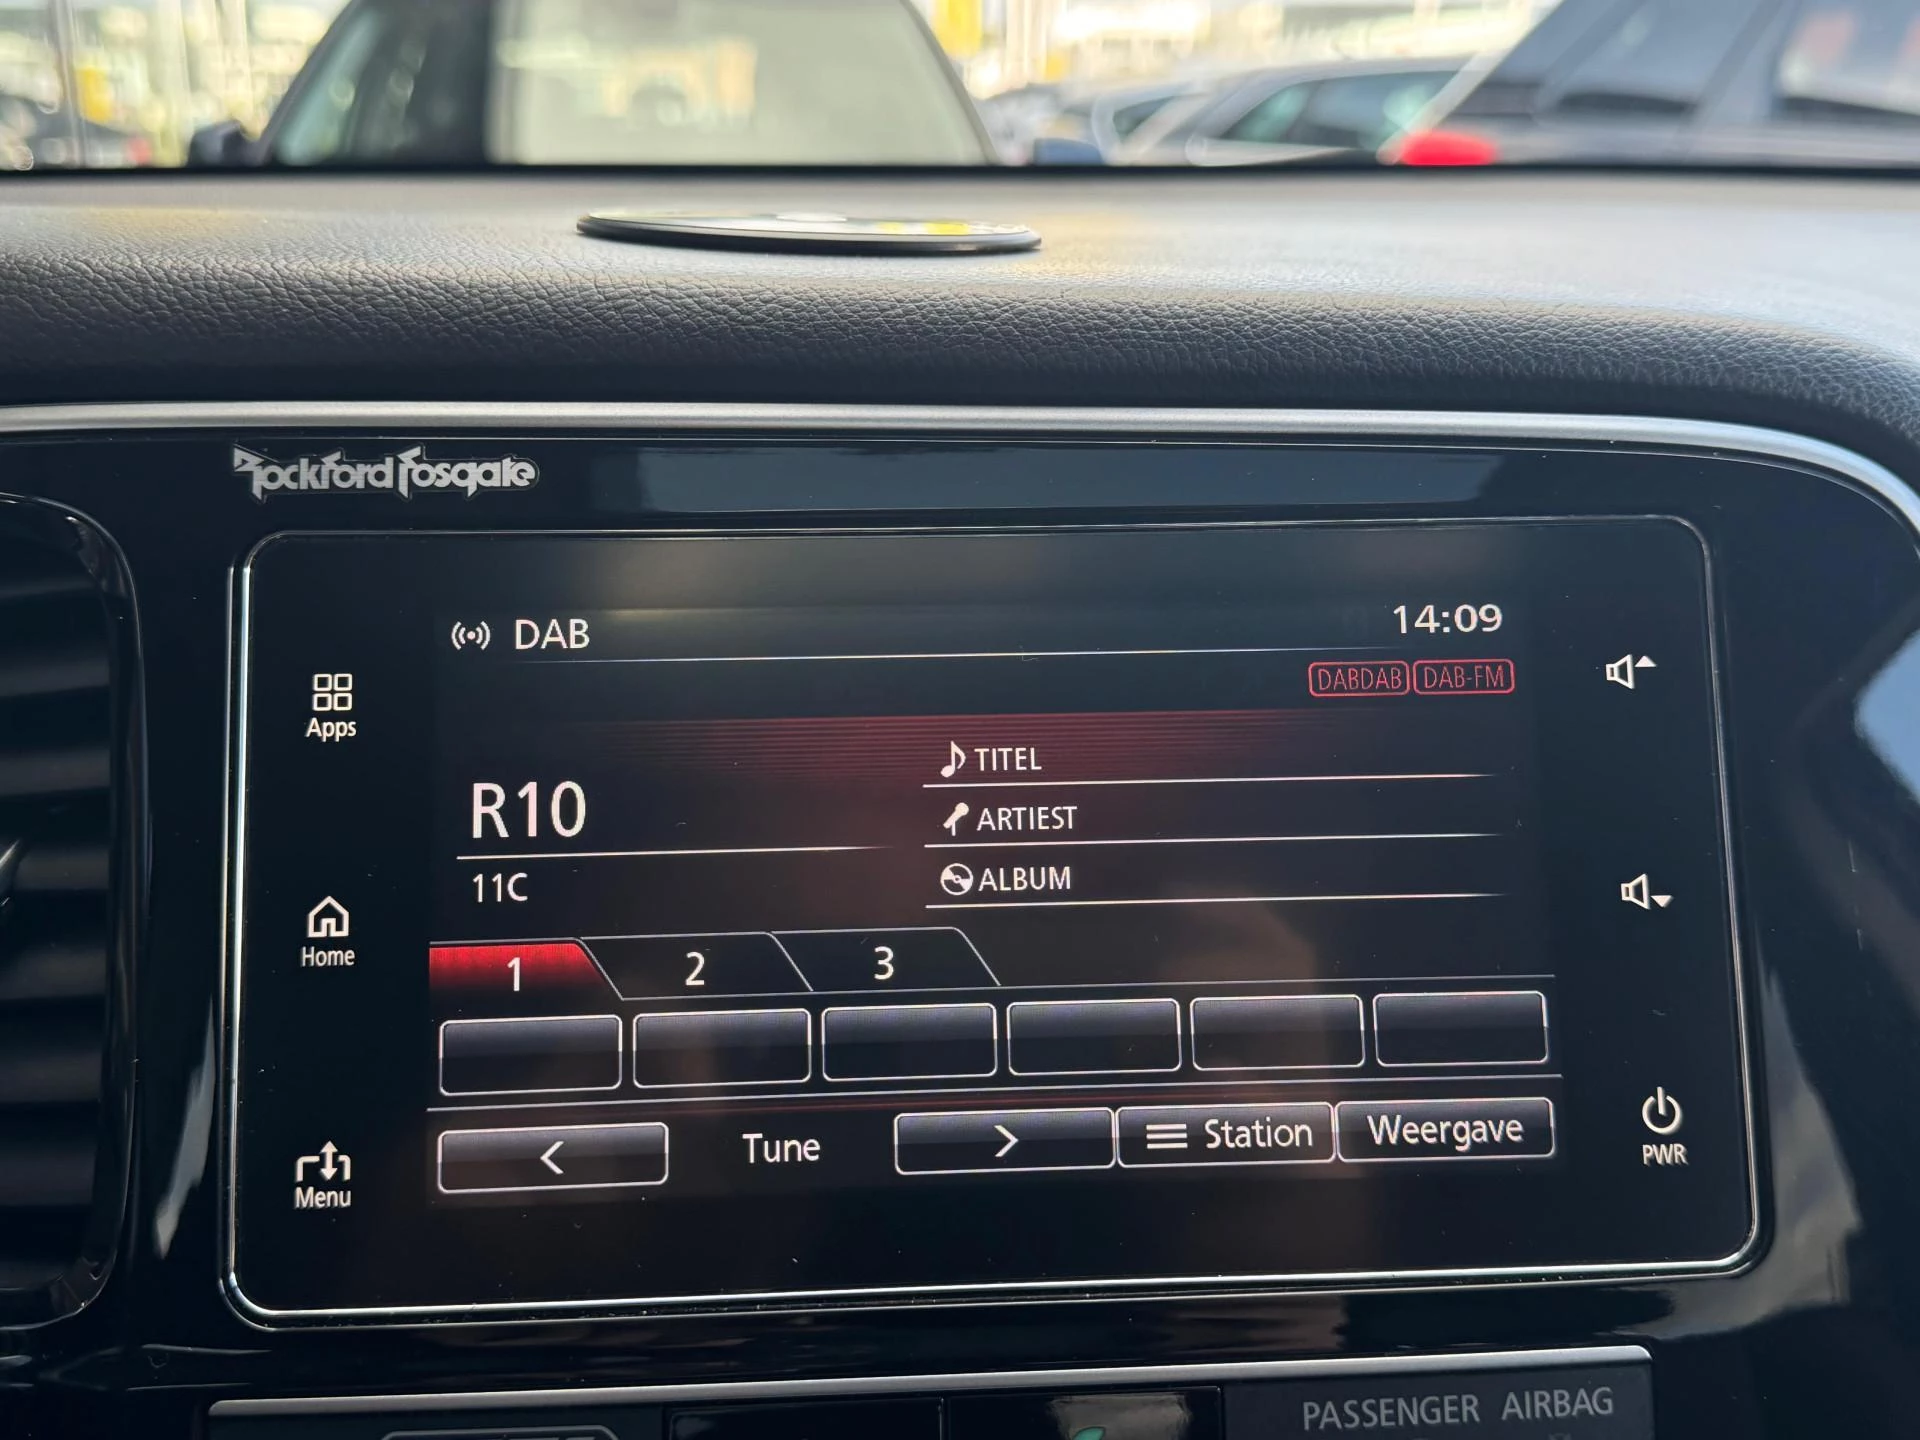 Rockford Fosgate
DAB
14:09
DABDAB DAB-FM
Apps
TITEL
R10
ARTIEST
11C
ALBUM
Home
1 2 3
< Tune > Station Weergave
Menu
PWR
PASSENGER AIRBAG